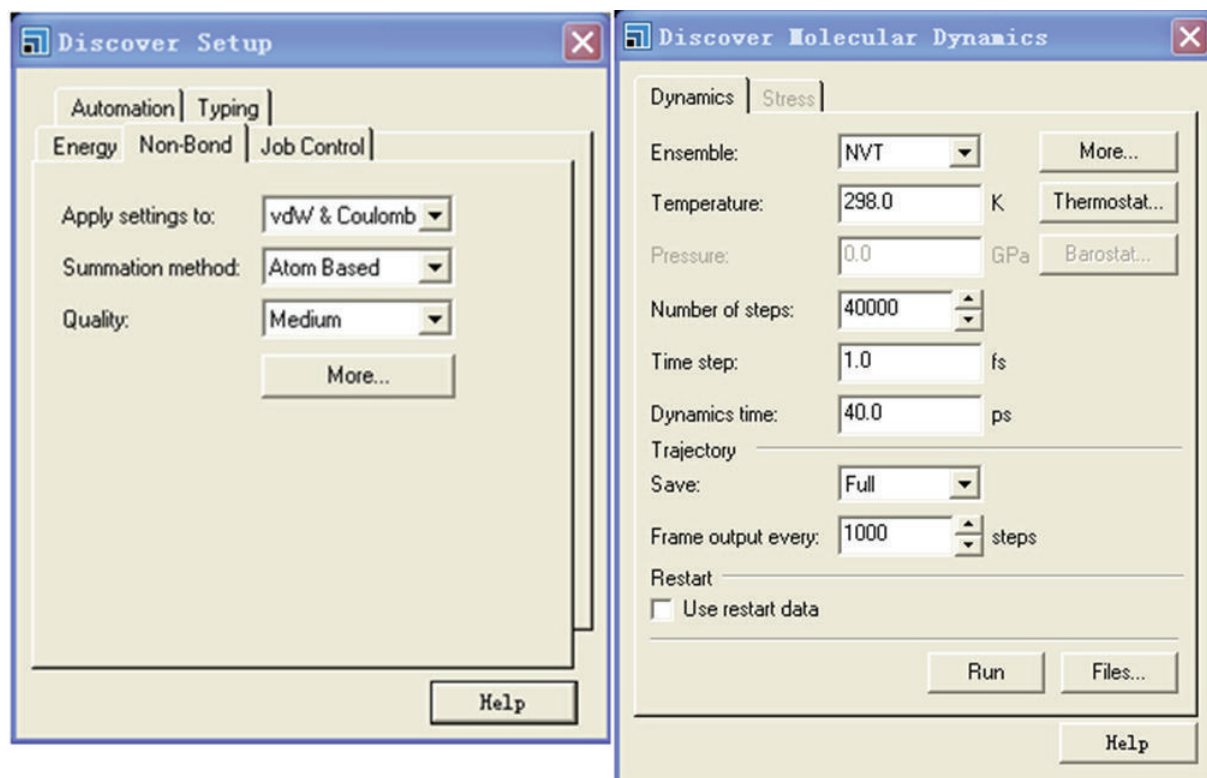 Discover Setup
Automation Typing
Energy Non-Bond Job Control
Apply settings to: vdW & Coulomb
Summation method: Atom Based
Quality: Medium
More...
Help
Discover Molecular Dynamics
Dynamics Stress
Ensemble: NVT More...
Temperature: 298.0 K Thermostat...
Pressure: 0.0 GPa Barostat...
Number of steps: 40000
Time step: 1.0 fs
Dynamics time: 40.0 ps
Trajectory
Save: Full
Frame output every: 1000 steps
Restart
Use restart data
Run Files...
Help